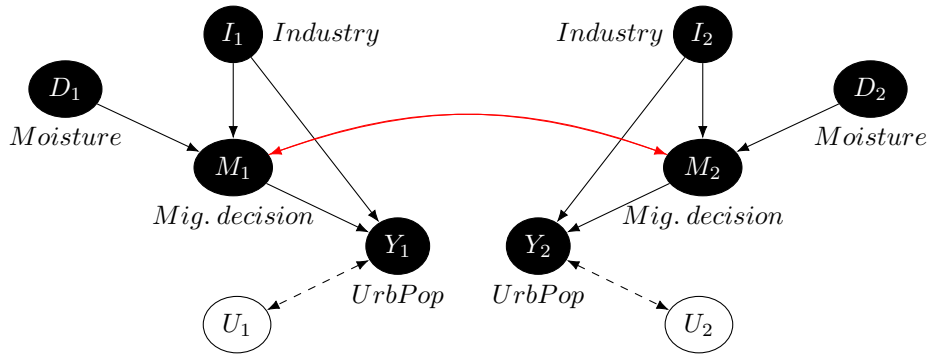 I₁ Industry
Industry I₂
D₁
D₂
Moisture
Moisture
M₁
M₂
Mig. decision
Mig. decision
Y₁
Y₂
UrbPop
UrbPop
U₁
U₂